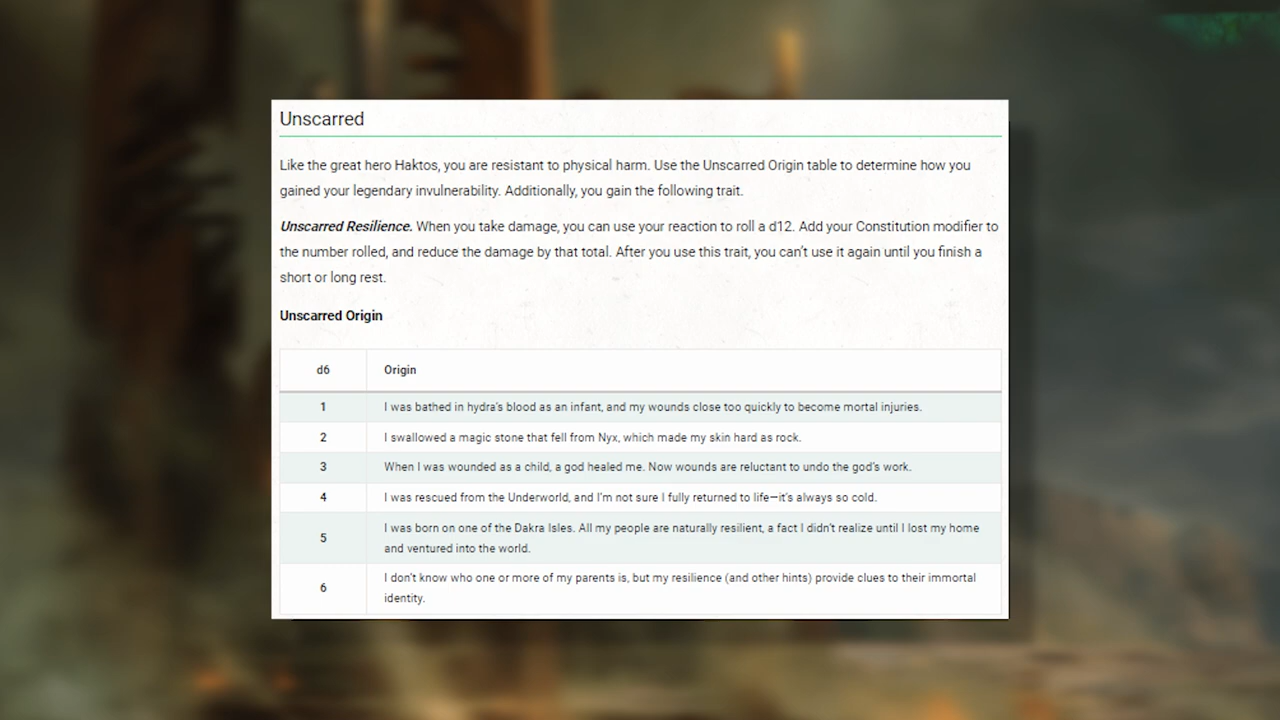 Unscarred
Like the great hero Haktos, you are resistant to physical harm. Use the Unscarred Origin table to determine how you
gained your legendary invulnerability. Additionally, you gain the following trait.
Unscarred Resilience. When you take damage, you can use your reaction to roll a d12. Add your Constitution modifier to
the number rolled, and reduce the damage by that total. After you use this trait, you can’t use it again until you finish a
short or long rest.
Unscarred Origin
d6 Origin
1 I was bathed in hydra’s blood as an infant, and my wounds close too quickly to become mortal injuries.
2 I swallowed a magic stone that fell from Nyx, which made my skin hard as rock.
3 When I was wounded as a child, a god healed me. Now wounds are reluctant to undo the god’s work.
4 I was rescued from the Underworld, and I’m not sure I fully returned to life—it’s always so cold.
5 I was born on one of the Dakra Isles. All my people are naturally resilient, a fact I didn’t realize until I lost my home
and ventured into the world.
6 I don’t know who one or more of my parents is, but my resilience (and other hints) provide clues to their immortal
identity.